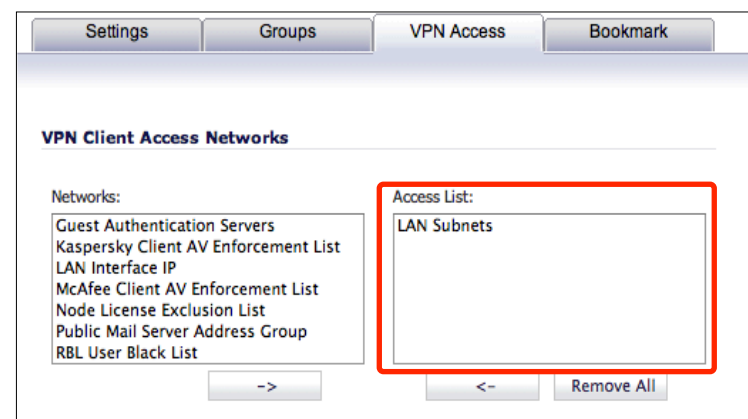 Settings Groups VPN Access Bookmark
VPN Client Access Networks
Networks:
Guest Authentication Servers
Kaspersky Client AV Enforcement List
LAN Interface IP
McAfee Client AV Enforcement List
Node License Exclusion List
Public Mail Server Address Group
RBL User Black List
->
Access List:
LAN Subnets
<- Remove All